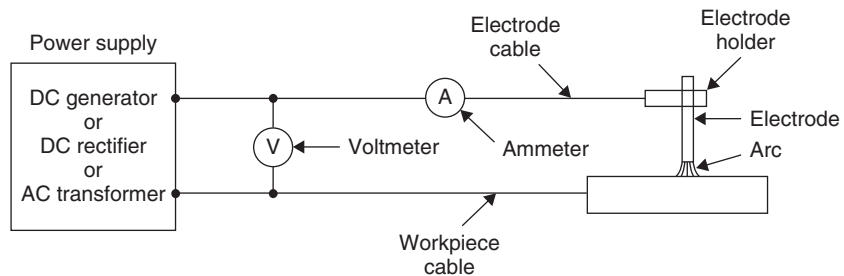 Power supply
DC generator
or
DC rectifier
or
AC transformer
V
Voltmeter
A
Ammeter
Electrode
cable
Electrode
holder
Electrode
Arc
Workpiece
cable